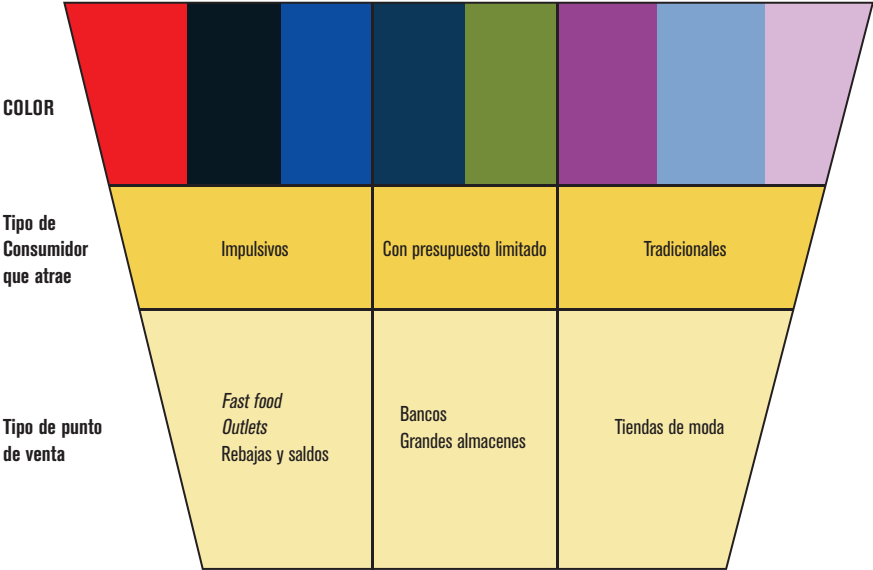 COLOR
Tipo de
Consumidor
que atrae
Impulsivos
Con presupuesto limitado
Tradicionales
Tipo de punto
de venta
Fast food
Outlets
Rebajas y saldos
Bancos
Grandes almacenes
Tiendas de moda